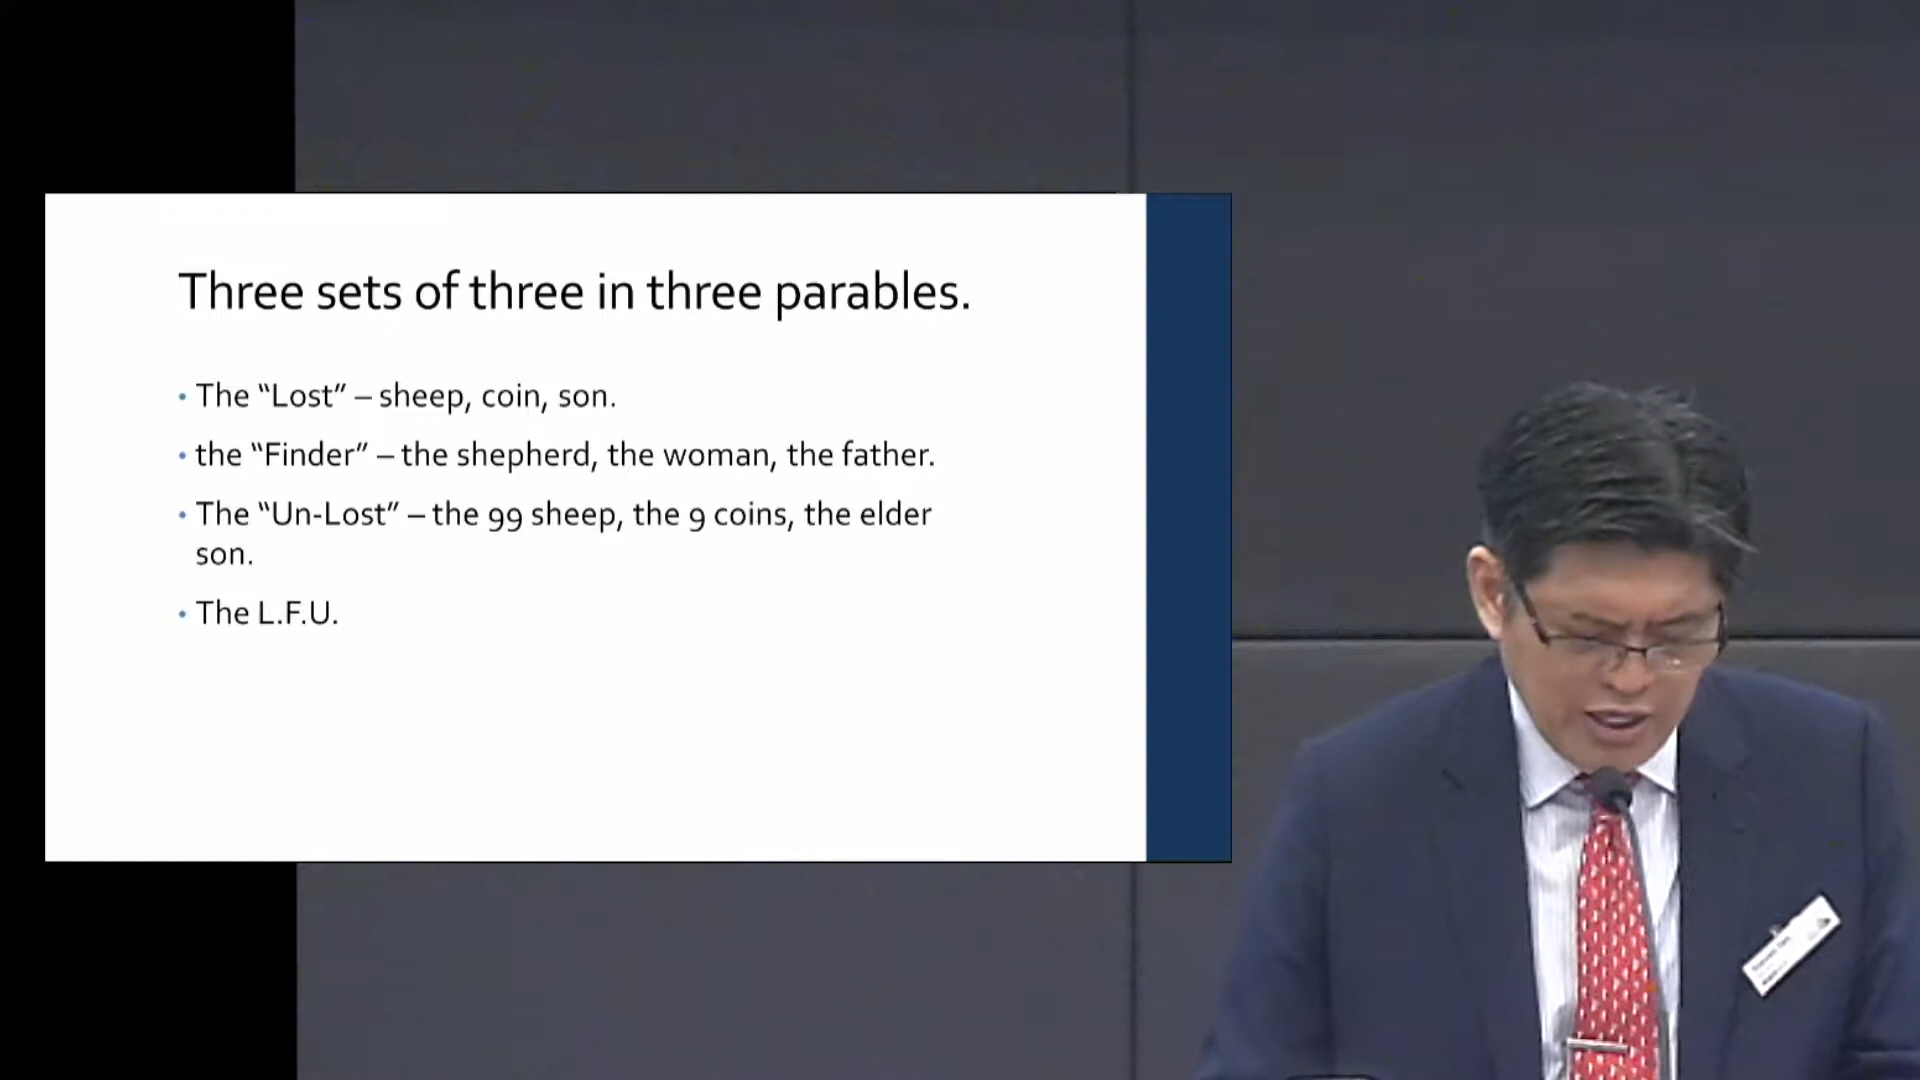 Three sets of three in three parables.
• The “Lost” – sheep, coin, son.
• the “Finder” – the shepherd, the woman, the father.
• The “Un-Lost” – the 99 sheep, the 9 coins, the elder
son.
• The L.F.U.